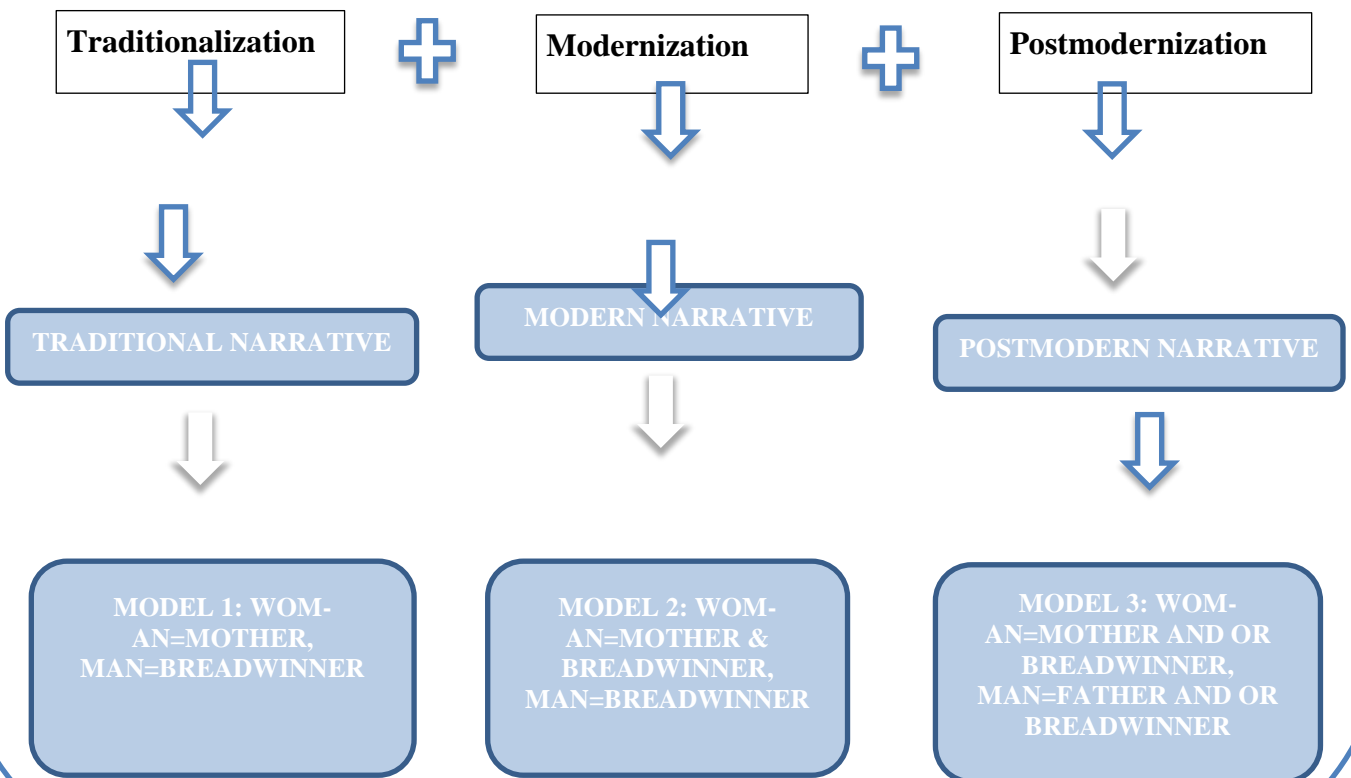 Traditionalization
Modernization
Postmodernization
TRADITIONAL NARRATIVE
MODERN NARRATIVE
POSTMODERN NARRATIVE
MODEL 1: WOM-
AN=MOTHER,
MAN=BREADWINNER
MODEL 2: WOM-
AN=MOTHER &
BREADWINNER,
MAN=BREADWINNER
MODEL 3: WOM-
AN=MOTHER AND OR
BREADWINNER,
MAN=FATHER AND OR
BREADWINNER